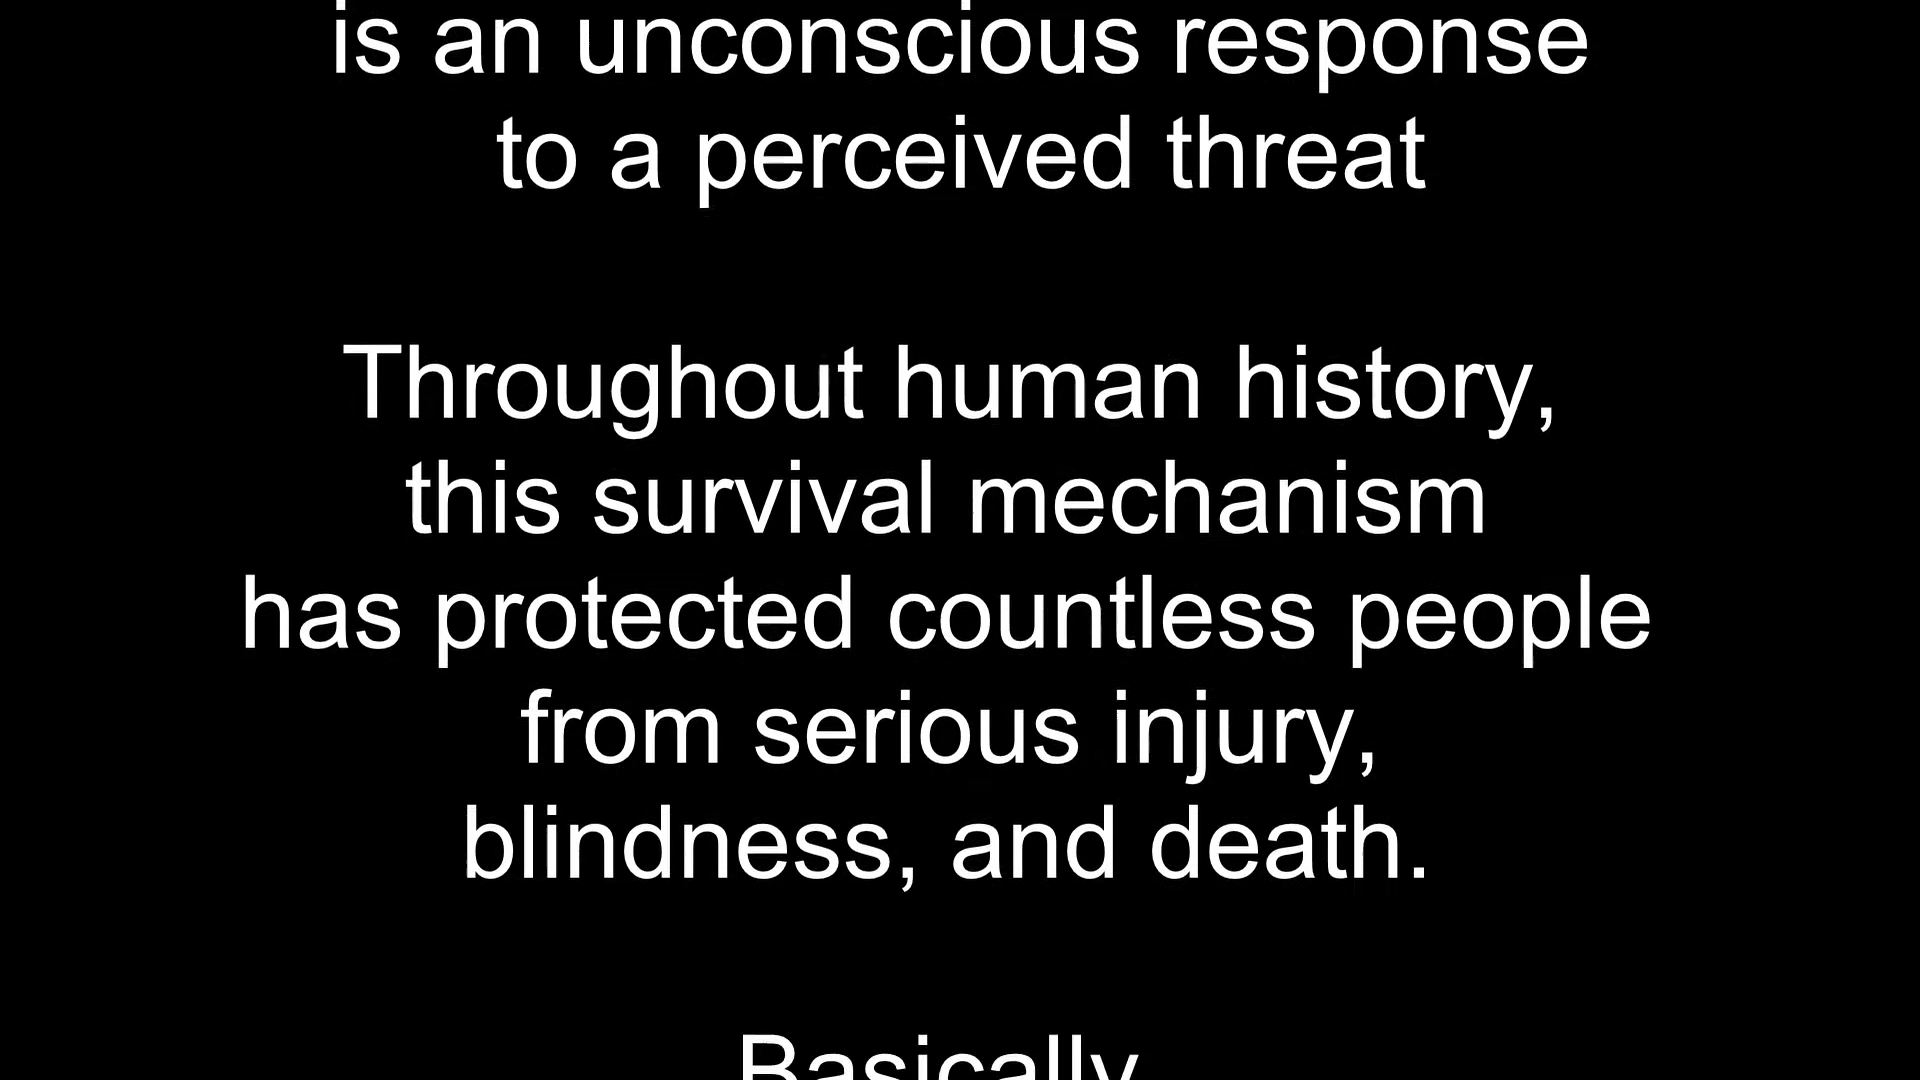 is an unconscious response
to a perceived threat
Throughout human history,
this survival mechanism
has protected countless people
from serious injury,
blindness, and death.
Basically